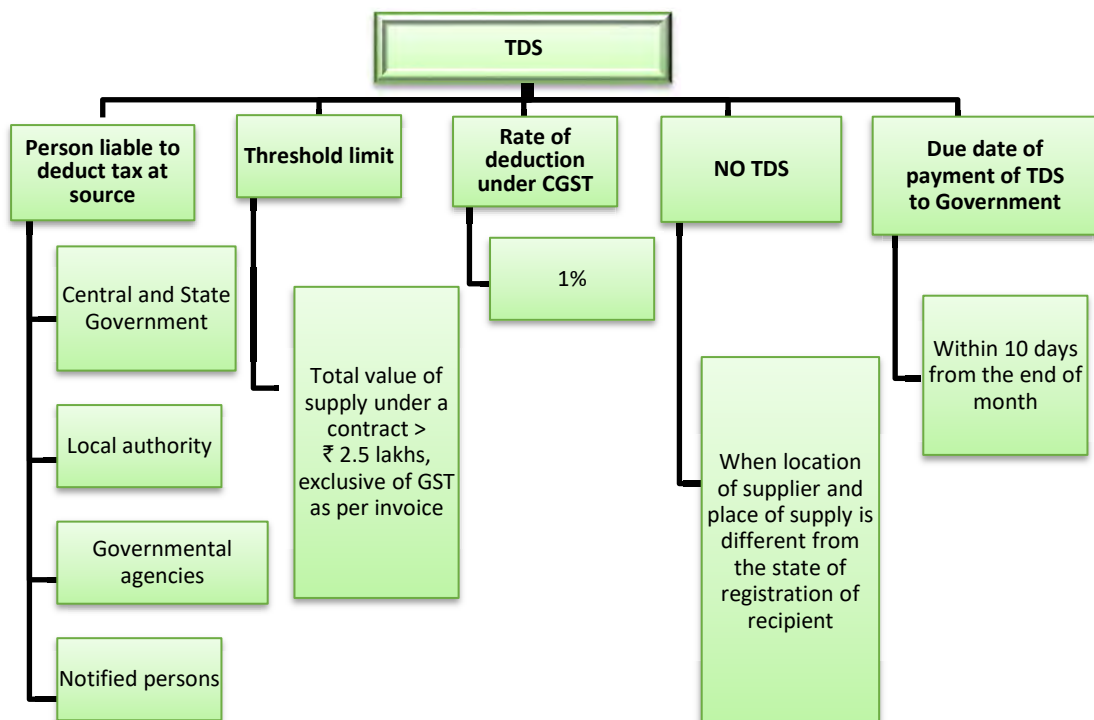 TDS
Person liable to
deduct tax at
source
Central and State
Government
Local authority
Governmental
agencies
Notified persons
Threshold limit
Total value of
supply under a
contract >
₹ 2.5 lakhs,
exclusive of GST
as per invoice
Rate of
deduction
under CGST
1%
NO TDS
When location
of supplier and
place of supply is
different from
the state of
registration of
recipient
Due date of
payment of TDS
to Government
Within 10 days
from the end of
month